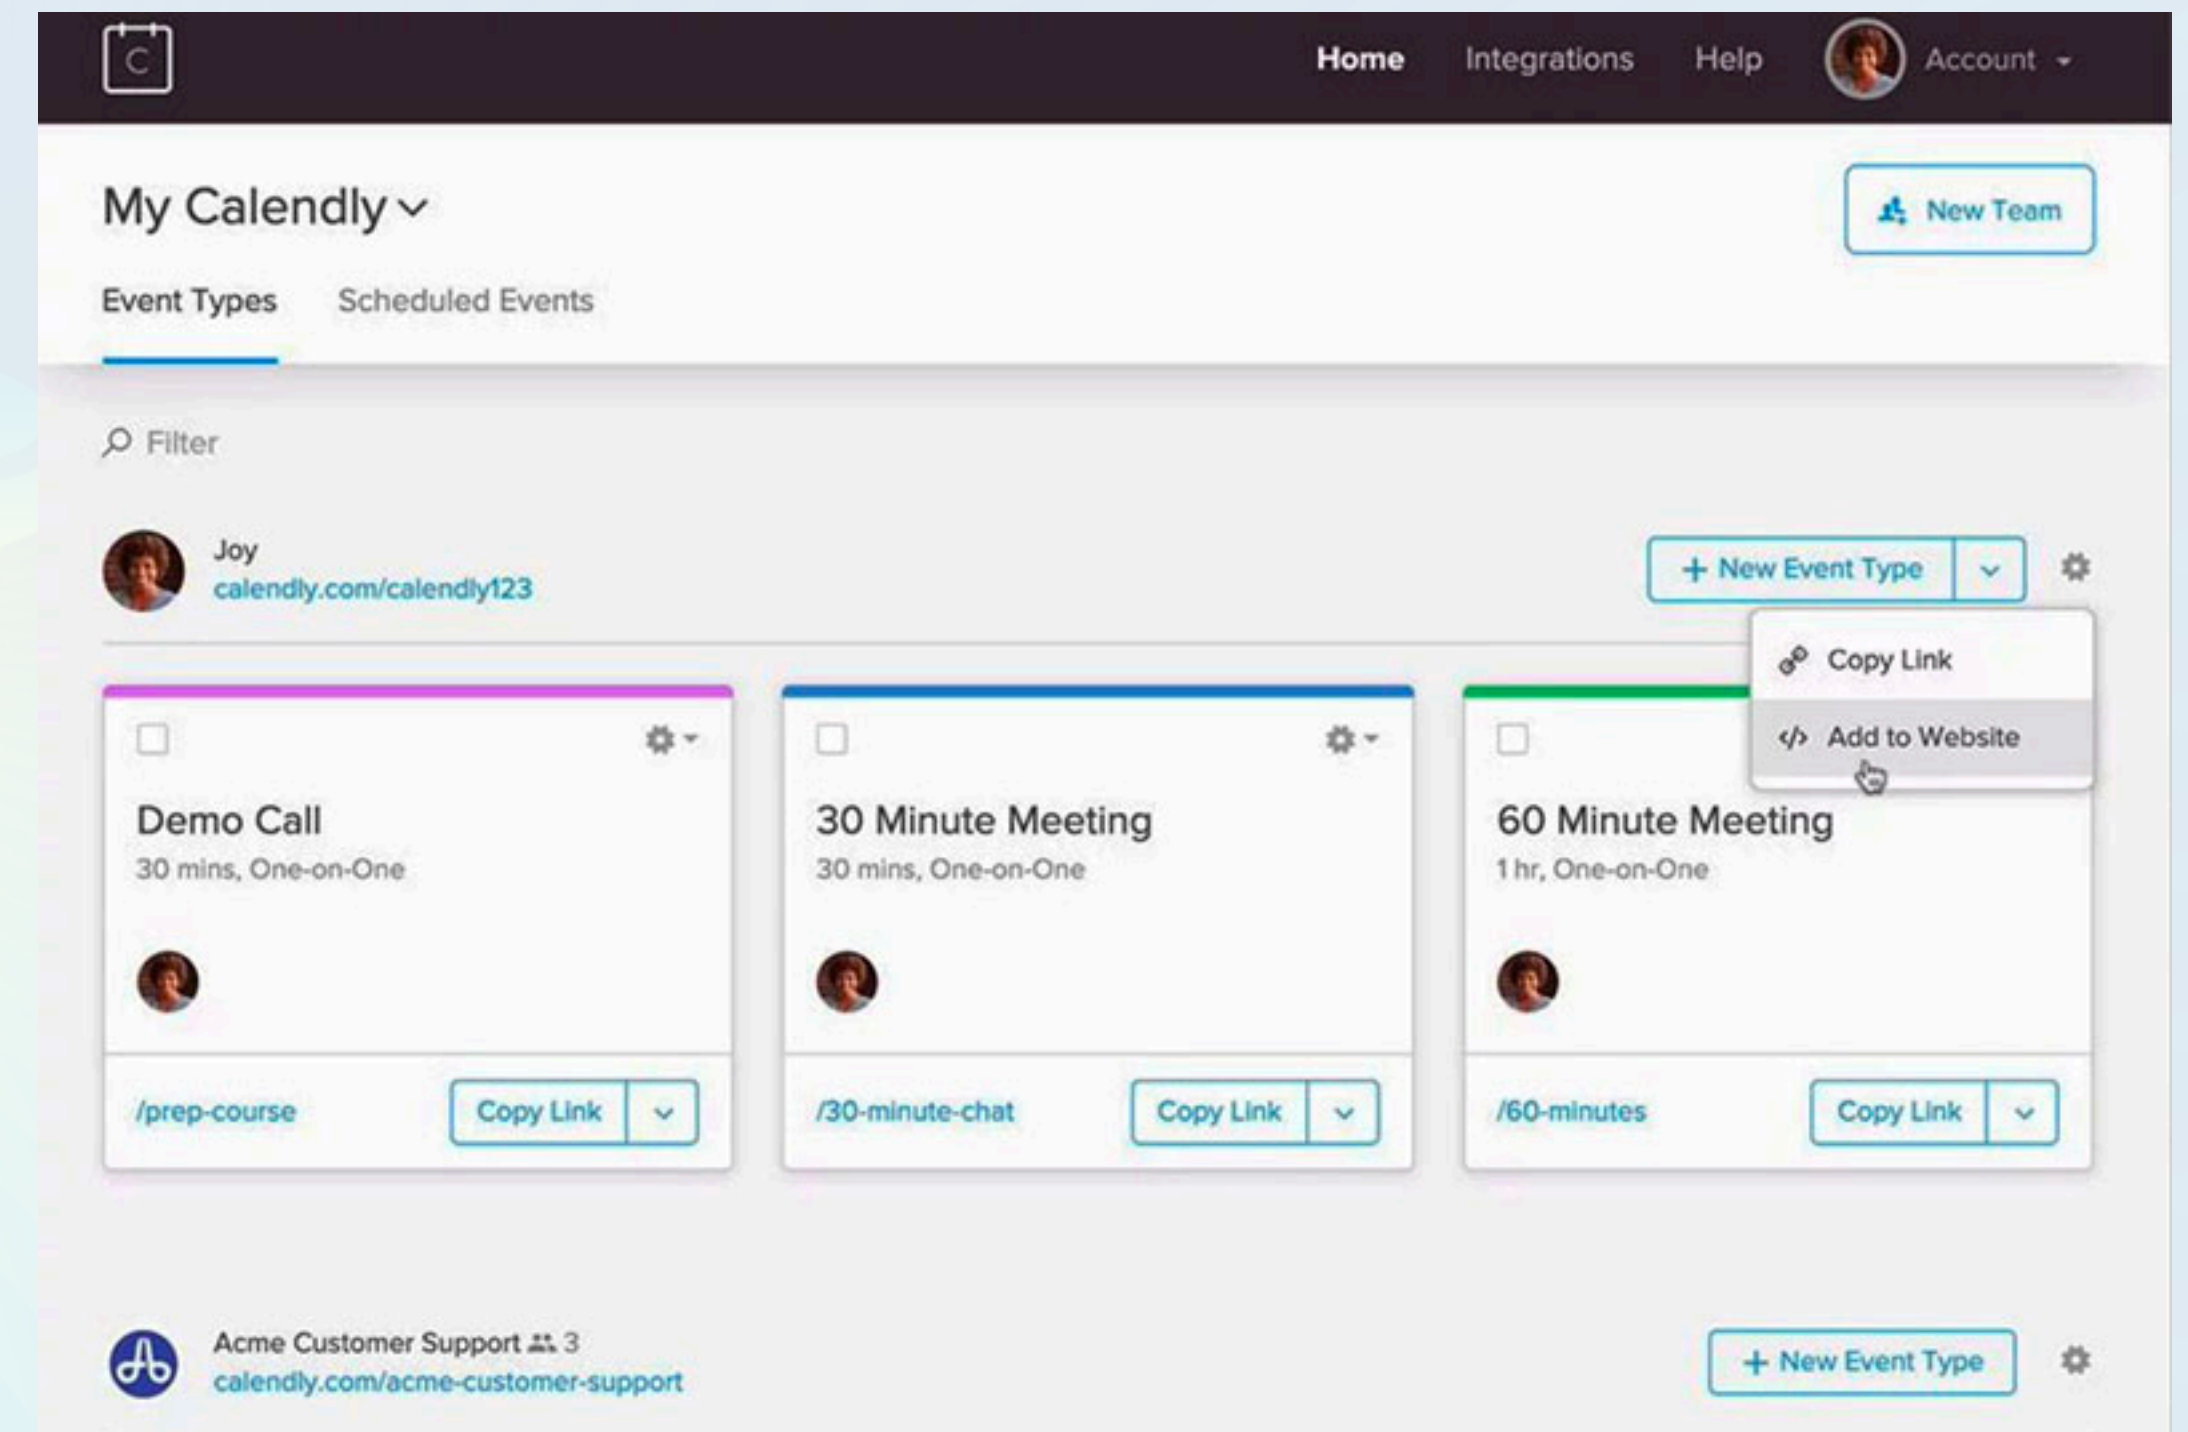 C
Home Integrations Help Account
My Calendly
New Team
Event Types Scheduled Events
Filter
Joy
calendly.com/calendly123
+ New Event Type
Copy Link
</> Add to Website
Demo Call
30 mins, One-on-One
30 Minute Meeting
30 mins, One-on-One
60 Minute Meeting
1 hr, One-on-One
/prep-course Copy Link
/30-minute-chat Copy Link
/60-minutes Copy Link
Acme Customer Support 3
calendly.com/acme-customer-support
+ New Event Type